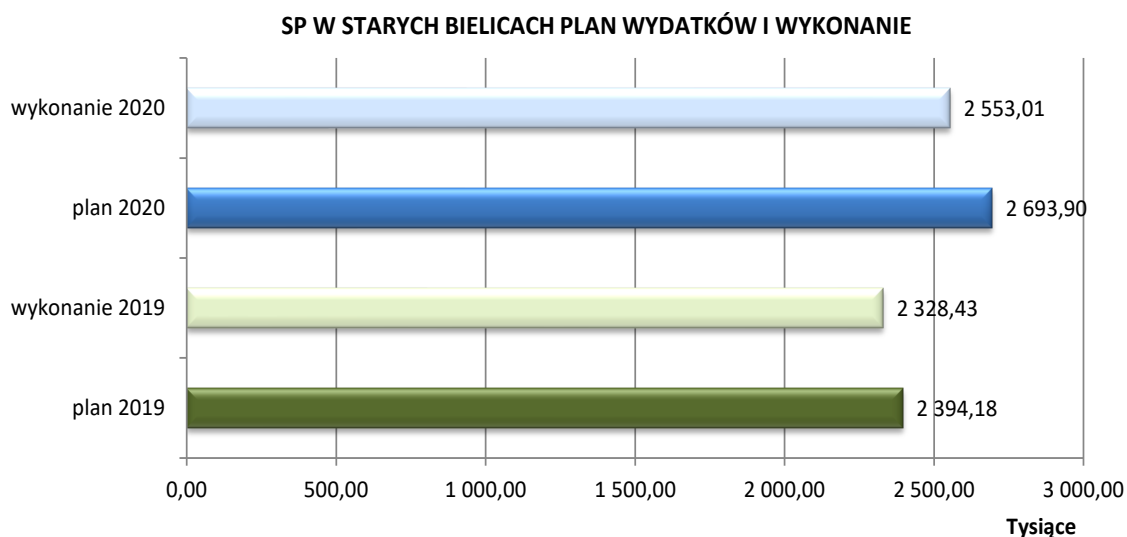 SP W STARYCH BIELICACH PLAN WYDATKÓW I WYKONANIE
wykonanie 2020
2 553,01
plan 2020
2 693,90
wykonanie 2019
2 328,43
plan 2019
2 394,18
0,00 500,00 1 000,00 1 500,00 2 000,00 2 500,00 3 000,00
Tysiące